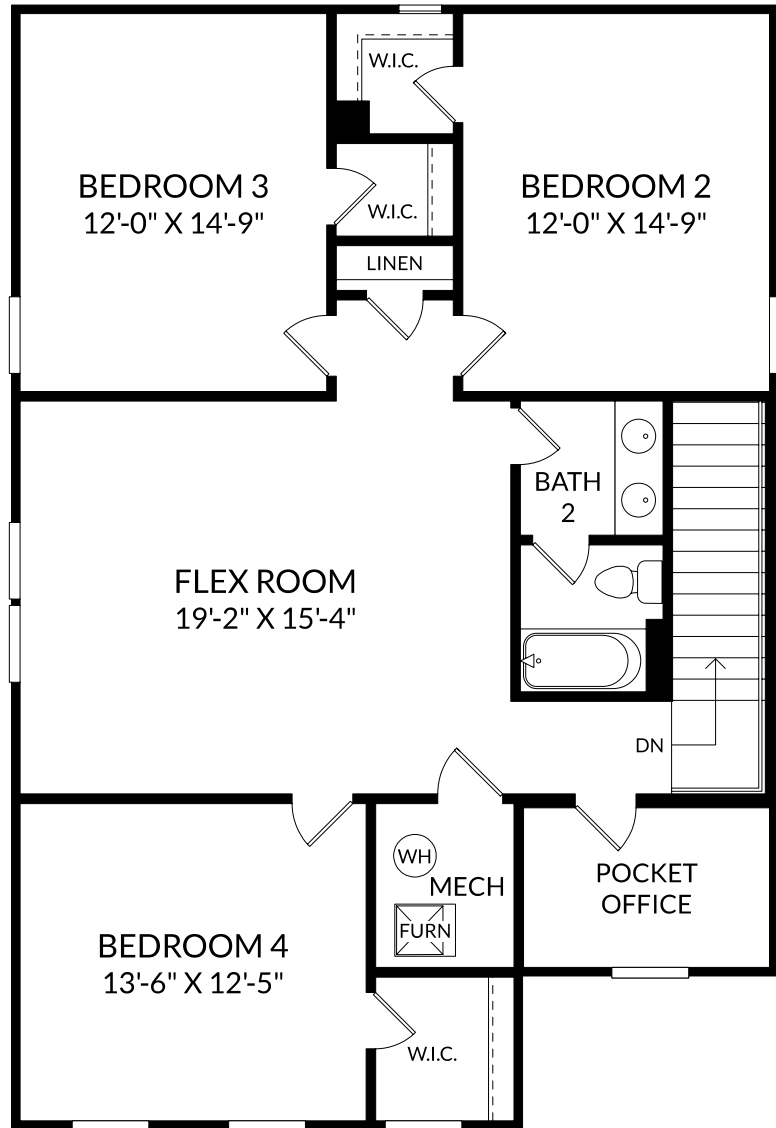 W.I.C.
BEDROOM 3
12'-0" X 14'-9"
BEDROOM 2
12'-0" X 14'-9"
W.I.C.
LINEN
BATH
2
FLEX ROOM
19'-2" X 15'-4"
DN
WH
MECH
FURN
POCKET
OFFICE
BEDROOM 4
13'-6" X 12'-5"
W.I.C.